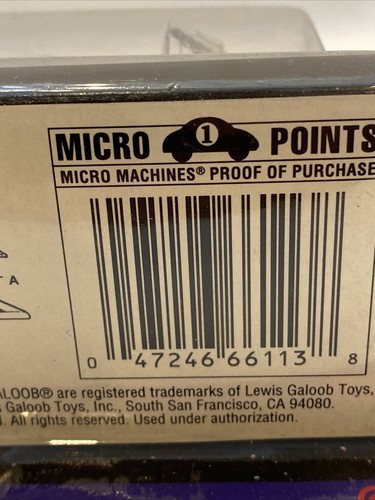 MICRO 1 POINTS
MICRO MACHINES® PROOF OF PURCHASE
A
0 47246 66113 8
ALOOB® are registered trademarks of Lewis Galoob Toys,
s Galoob Toys, Inc., South San Francisco, CA 94080.
. All rights reserved. Used under authorization.